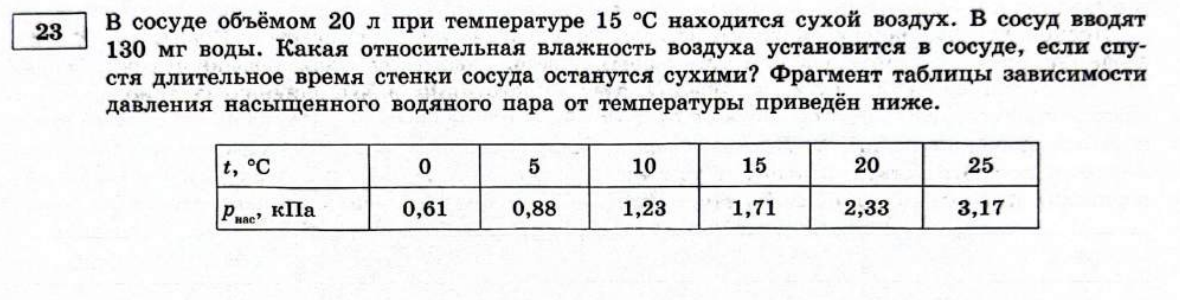 23
В сосуде объёмом 20 л при температуре 15 °С находится сухой воздух. В сосуд вводят
130 мг воды. Какая относительная влажность воздуха установится в сосуде, если спу-
стя длительное время стенки сосуда останутся сухими? Фрагмент таблицы зависимости
давления насыщенного водяного пара от температуры приведён ниже.
t, °С 0 5 10 15 20 25
pнас, кПа 0,61 0,88 1,23 1,71 2,33 3,17